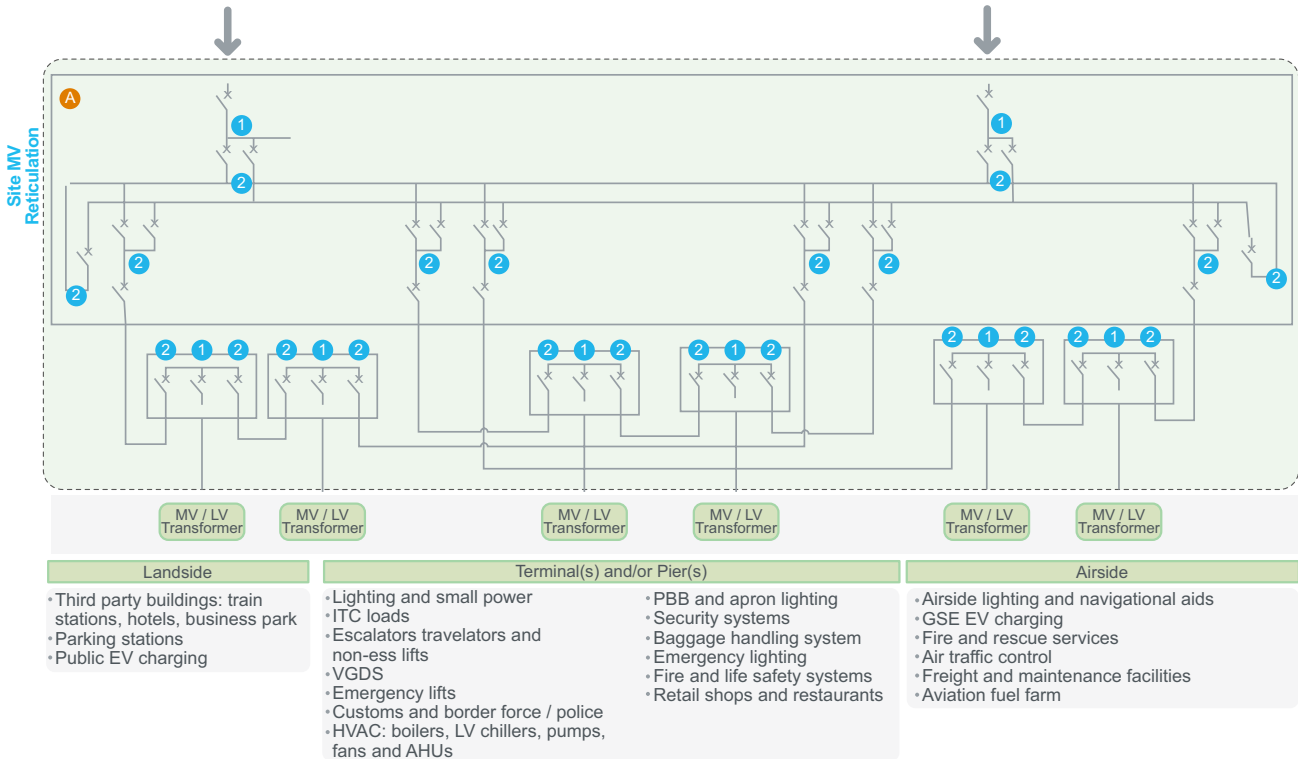 A
Site MV
Reticulation
1
1
2
2
2
2
2
2
2
2
2
2
2
1
2
2
1
2
2
1
2
2
1
2
2
1
2
2
1
2
MV / LV
Transformer
MV / LV
Transformer
MV / LV
Transformer
MV / LV
Transformer
MV / LV
Transformer
MV / LV
Transformer
Landside
• Third party buildings: train
stations, hotels, business park
• Parking stations
• Public EV charging
Terminal(s) and/or Pier(s)
• Lighting and small power
• ITC loads
• Escalators travelators and
non-ess lifts
• VGDS
• Emergency lifts
• Customs and border force / police
• HVAC: boilers, LV chillers, pumps,
fans and AHUs
• PBB and apron lighting
• Security systems
• Baggage handling system
• Emergency lighting
• Fire and life safety systems
• Retail shops and restaurants
Airside
• Airside lighting and navigational aids
• GSE EV charging
• Fire and rescue services
• Air traffic control
• Freight and maintenance facilities
• Aviation fuel farm